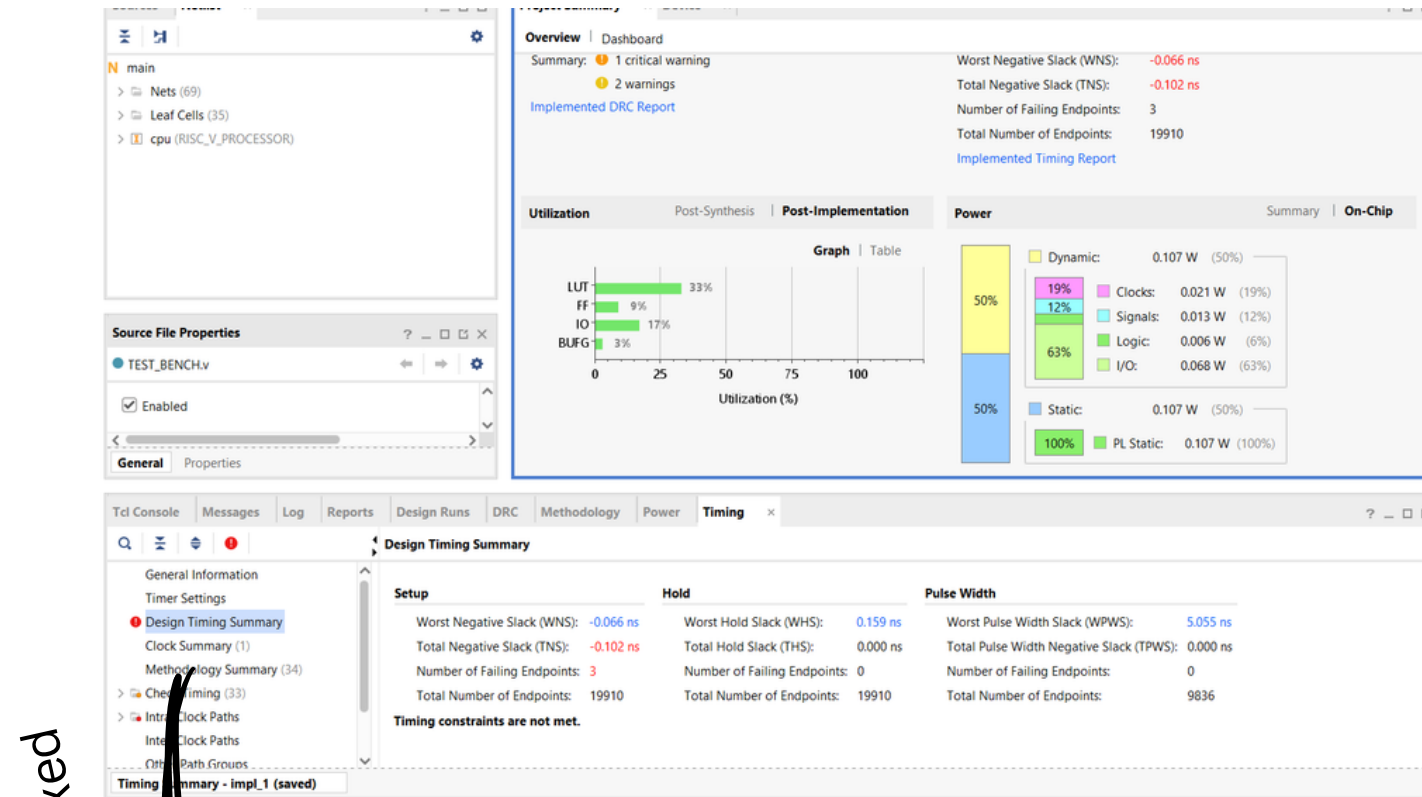 Sources Netlist × ? _
Overview | Dashboard
Summary: 1 critical warning
2 warnings
Implemented DRC Report
Worst Negative Slack (WNS): -0.066 ns
Total Negative Slack (TNS): -0.102 ns
Number of Failing Endpoints: 3
Total Number of Endpoints: 19910
Implemented Timing Report
N main
> Nets (69)
> Leaf Cells (35)
> cpu (RISC_V_PROCESSOR)
Utilization Post-Synthesis | Post-Implementation
Graph | Table
LUT 33%
FF 9%
IO 17%
BUFG 3%
0 25 50 75 100
Utilization (%)
Power Summary | On-Chip
50%
50%
Dynamic: 0.107 W (50%)
19%
12%
63%
Clocks: 0.021 W (19%)
Signals: 0.013 W (12%)
Logic: 0.006 W (6%)
I/O: 0.068 W (63%)
Static: 0.107 W (50%)
100% PL Static: 0.107 W (100%)
Source File Properties ? _ ×
TEST_BENCH.v
Enabled
General Properties
Tcl Console Messages Log Reports Design Runs DRC Methodology Power Timing × ? _
Design Timing Summary
General Information
Timer Settings
Design Timing Summary
Clock Summary (1)
Methodology Summary (34)
> Check Timing (33)
> Intra-Clock Paths
Inter-Clock Paths
Other Path Groups
Timing Summary - impl_1 (saved)
Setup
Worst Negative Slack (WNS): -0.066 ns
Total Negative Slack (TNS): -0.102 ns
Number of Failing Endpoints: 3
Total Number of Endpoints: 19910
Timing constraints are not met.
Hold
Worst Hold Slack (WHS): 0.159 ns
Total Hold Slack (THS): 0.000 ns
Number of Failing Endpoints: 0
Total Number of Endpoints: 19910
Pulse Width
Worst Pulse Width Slack (WPWS): 5.055 ns
Total Pulse Width Negative Slack (TPWS): 0.000 ns
Number of Failing Endpoints: 0
Total Number of Endpoints: 9836